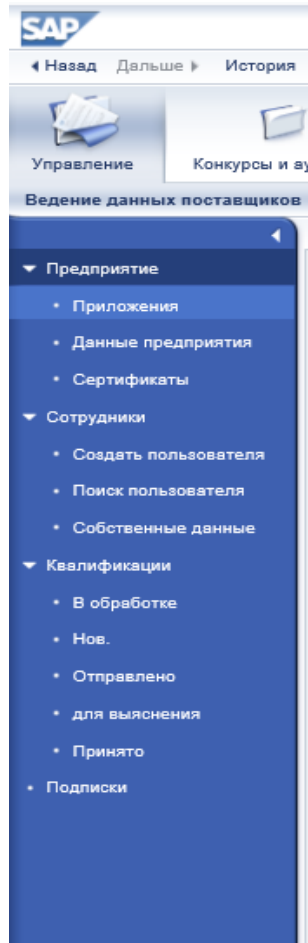 SAP
Назад Дальше История
Управление Конкурсы и
Ведение данных поставщиков
Предприятие
Приложения
Данные предприятия
Сертификаты
Сотрудники
Создать пользователя
Поиск пользователя
Собственные данные
Квалификации
В обработке
Нов.
Отправлено
для выяснения
Принято
Подписки